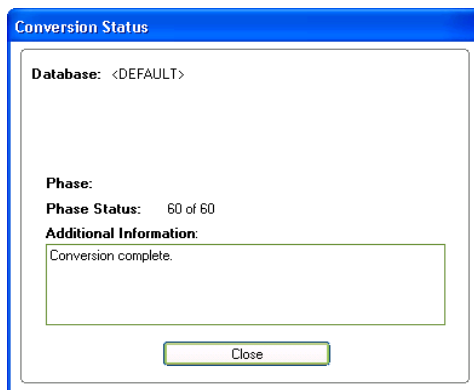 Conversion Status
Database: <DEFAULT>
Phase:
Phase Status: 60 of 60
Additional Information:
Conversion complete.
Close